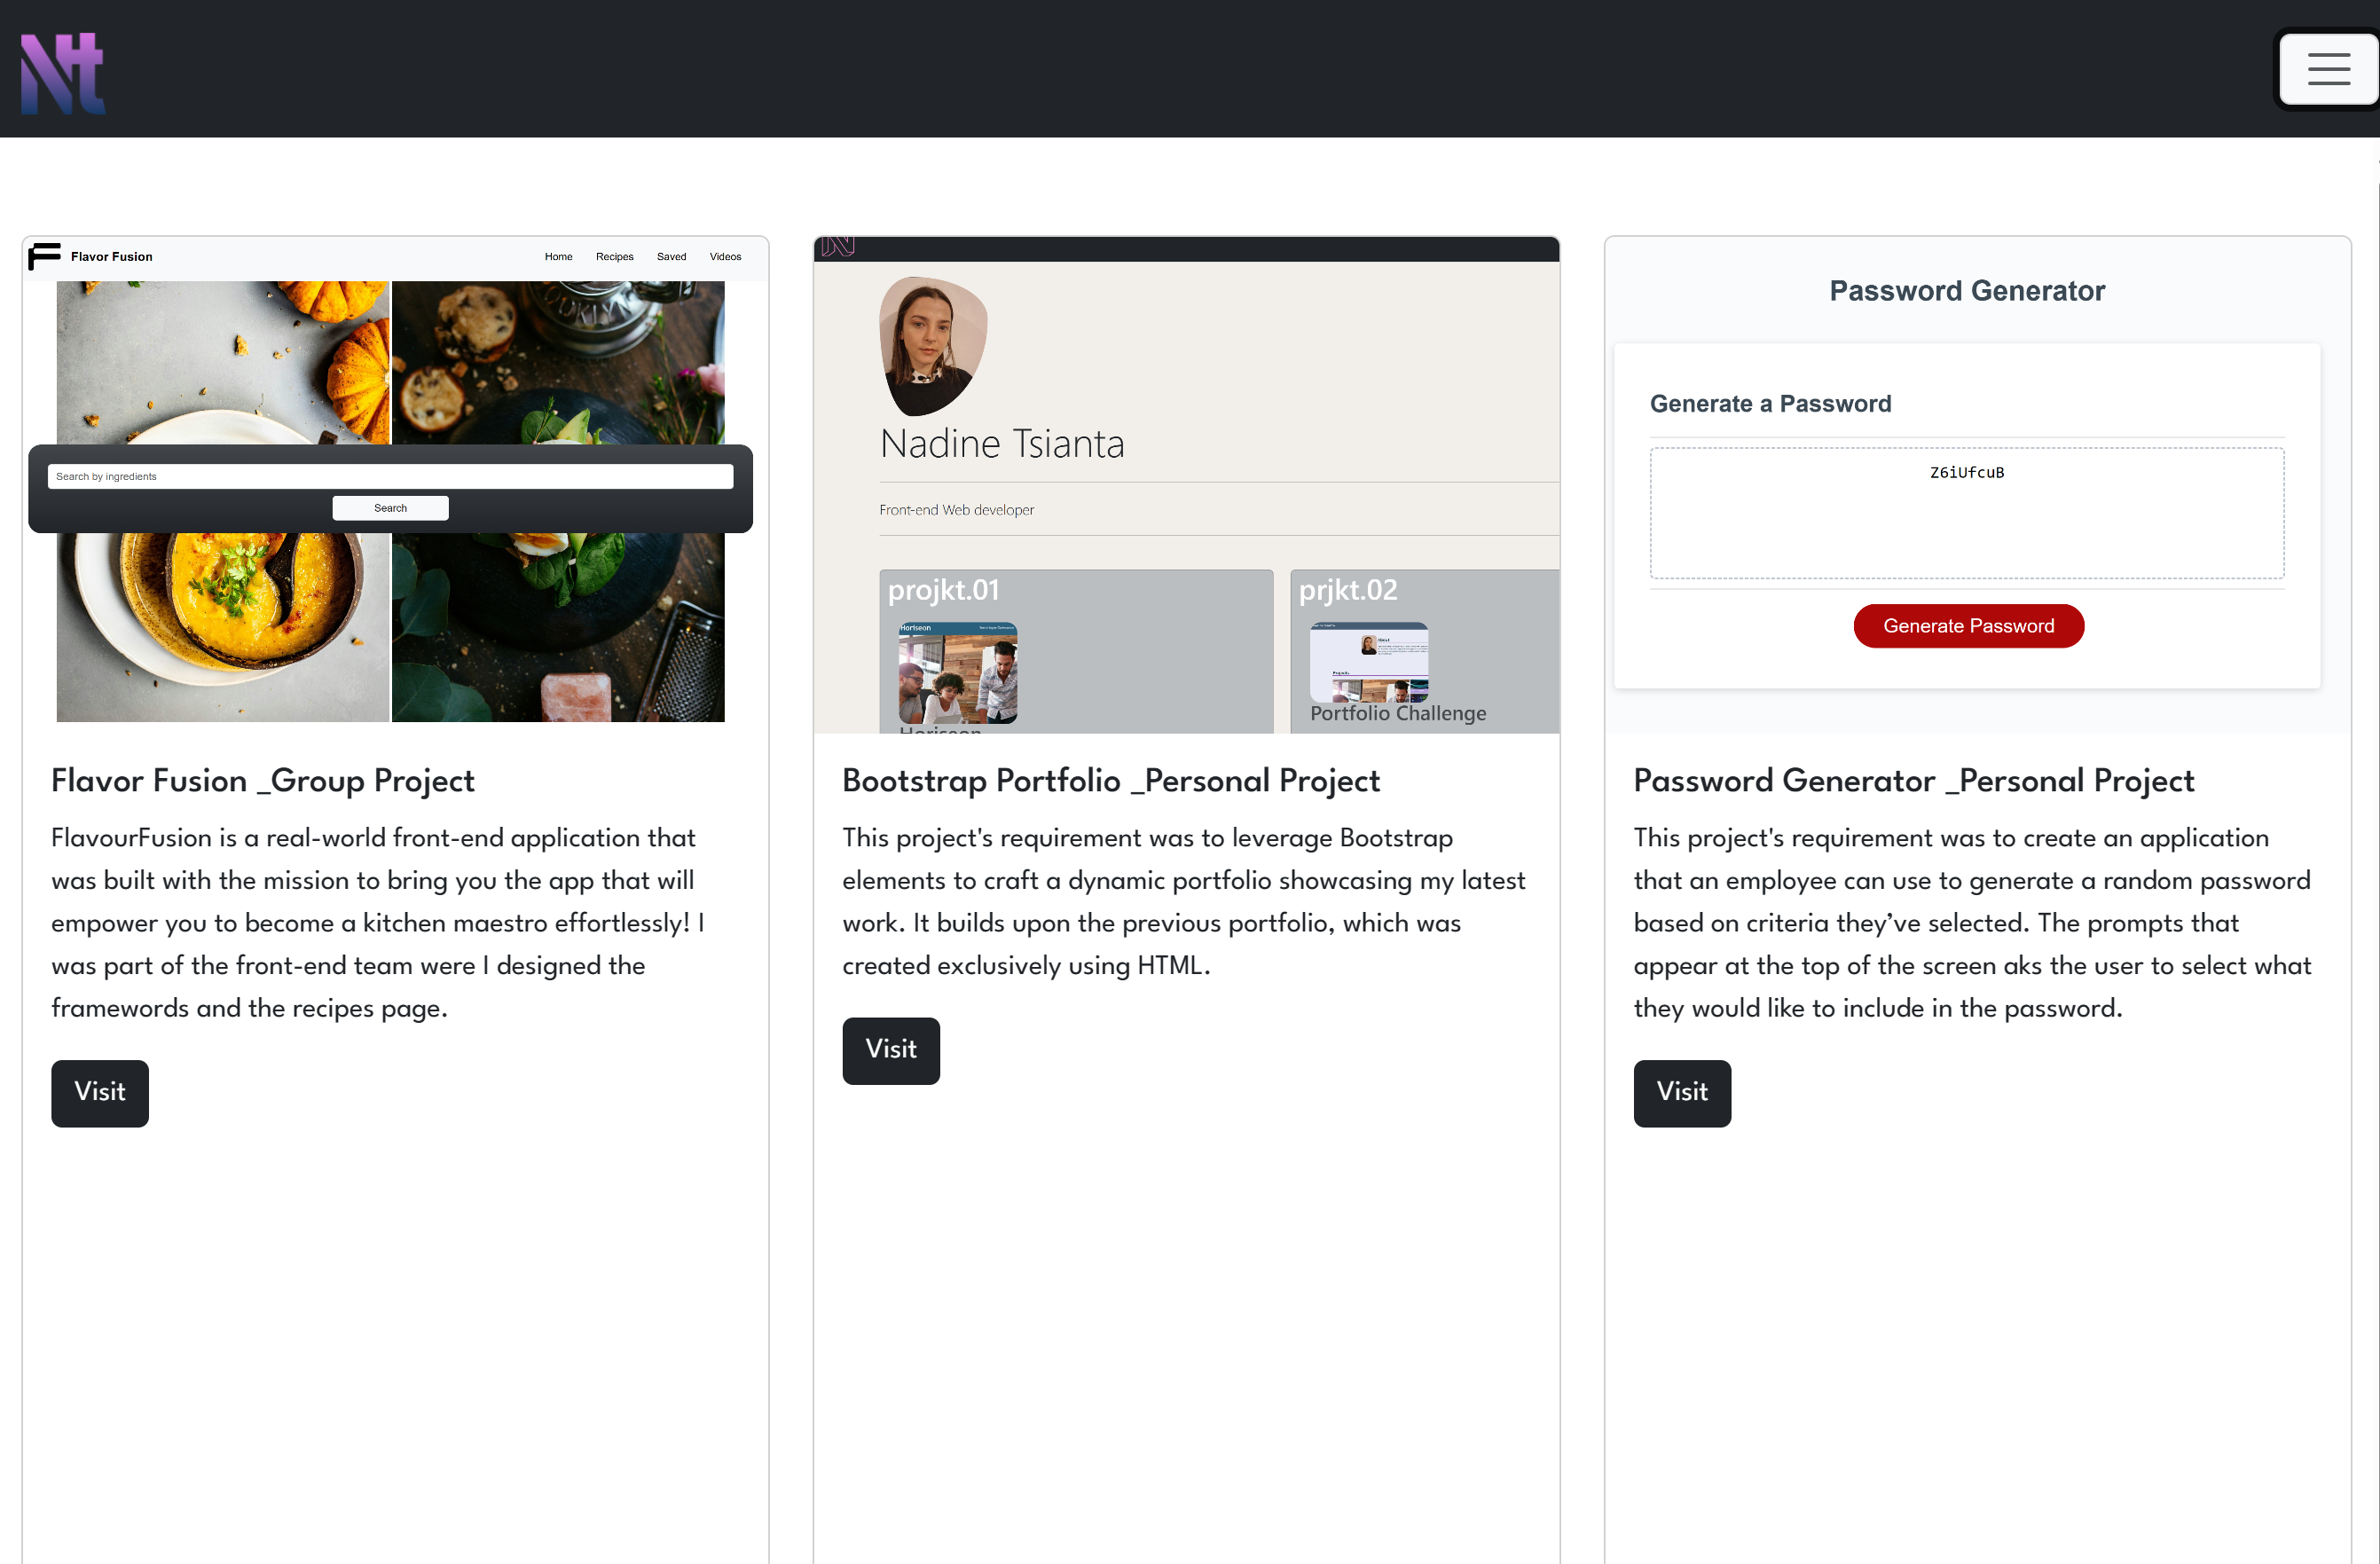 Nt
Flavor Fusion
Home Recipes Saved Videos
Search by ingredients
Search
Flavor Fusion _Group Project
FlavourFusion is a real-world front-end application that
was built with the mission to bring you the app that will
empower you to become a kitchen maestro effortlessly! I
was part of the front-end team were I designed the
framewords and the recipes page.
Visit
Nadine Tsianta
Front-end Web developer
projkt.01
Horiseon
Horiseon
prjkt.02
Portfolio Challenge
Bootstrap Portfolio _Personal Project
This project's requirement was to leverage Bootstrap
elements to craft a dynamic portfolio showcasing my latest
work. It builds upon the previous portfolio, which was
created exclusively using HTML.
Visit
Password Generator
Generate a Password
Z6iUfcuB
Generate Password
Password Generator _Personal Project
This project's requirement was to create an application
that an employee can use to generate a random password
based on criteria they’ve selected. The prompts that
appear at the top of the screen aks the user to select what
they would like to include in the password.
Visit